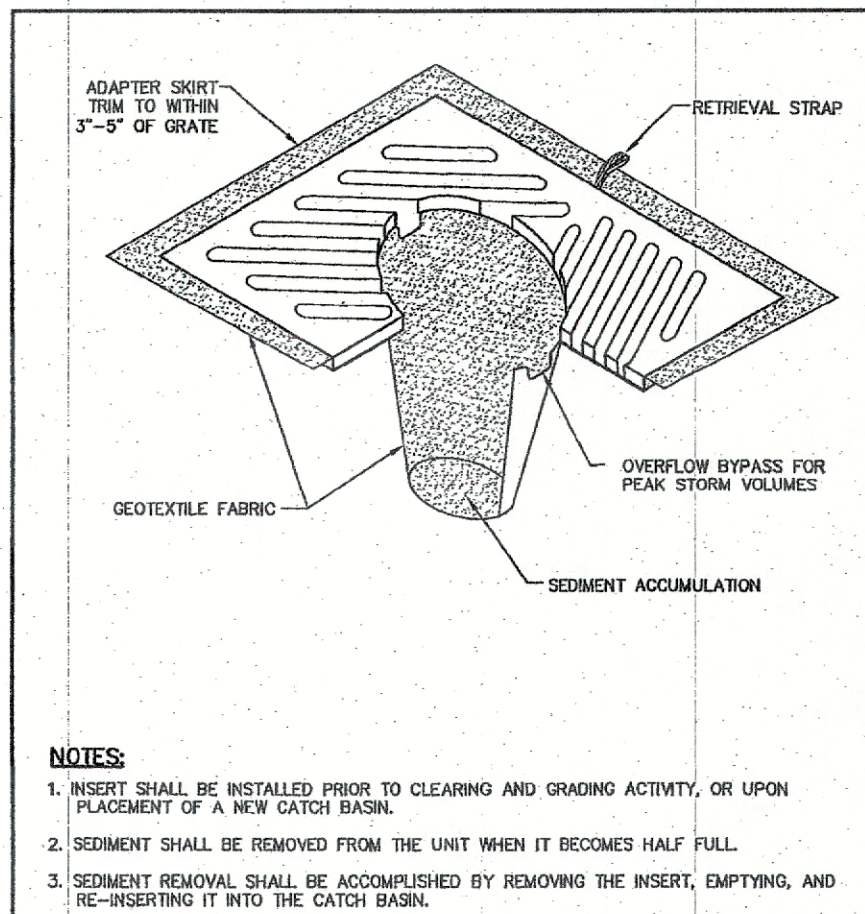 ADAPTER SKIRT
TRIM TO WITHIN
3"-5" OF GRATE
RETRIEVAL STRAP
OVERFLOW BYPASS FOR
PEAK STORM VOLUMES
GEOTEXTILE FABRIC
SEDIMENT ACCUMULATION
NOTES:
1. INSERT SHALL BE INSTALLED PRIOR TO CLEARING AND GRADING ACTIVITY, OR UPON
PLACEMENT OF A NEW CATCH BASIN.
2. SEDIMENT SHALL BE REMOVED FROM THE UNIT WHEN IT BECOMES HALF FULL.
3. SEDIMENT REMOVAL SHALL BE ACCOMPLISHED BY REMOVING THE INSERT, EMPTYING, AND
RE-INSERTING IT INTO THE CATCH BASIN.